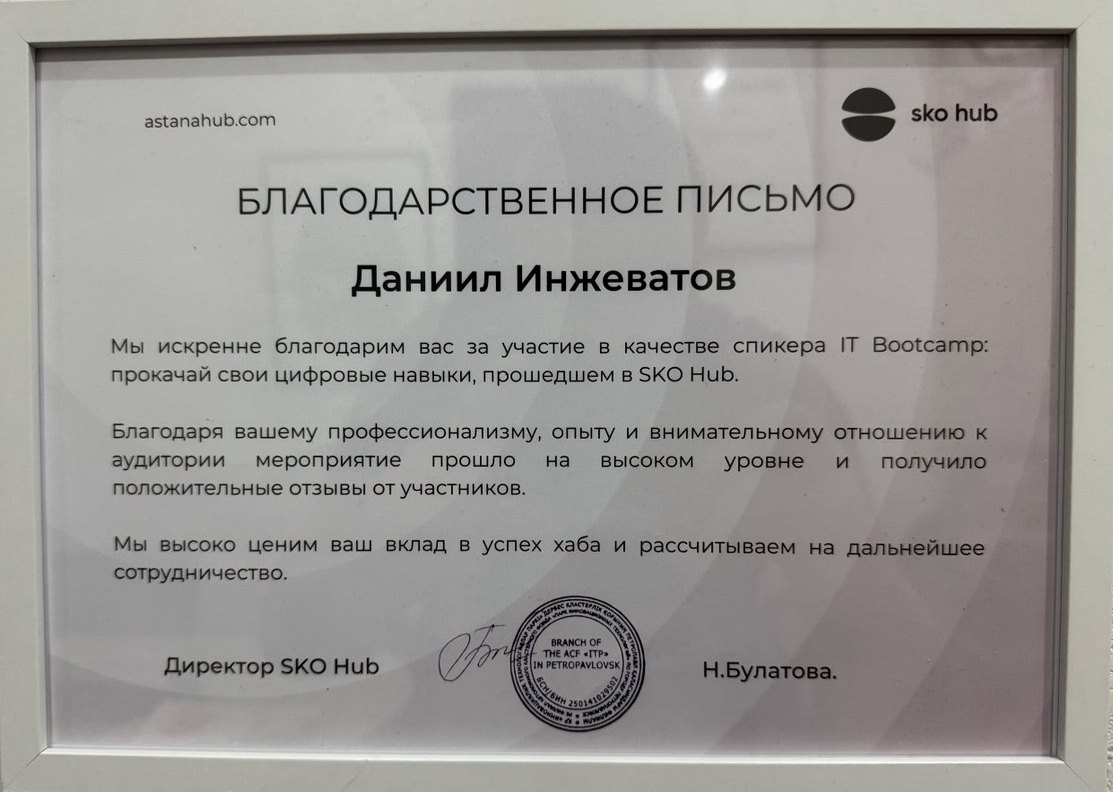 astanahub.com
sko hub
БЛАГОДАРСТВЕННОЕ ПИСЬМО
Даниил Инжеватов
Мы искренне благодарим вас за участие в качестве спикера IT Bootcamp:
прокачай свои цифровые навыки, прошедшем в SKO Hub.
Благодаря вашему профессионализму, опыту и внимательному отношению к
аудитории мероприятие прошло на высоком уровне и получило
положительные отзывы от участников.
Мы высоко ценим ваш вклад в успех хаба и рассчитываем на дальнейшее
сотрудничество.
Директор SKO Hub
BRANCH OF
THE ACF «ITP»
IN PETROPAVLOVSK
БСН/БИН 250141029502
Н.Булатова.